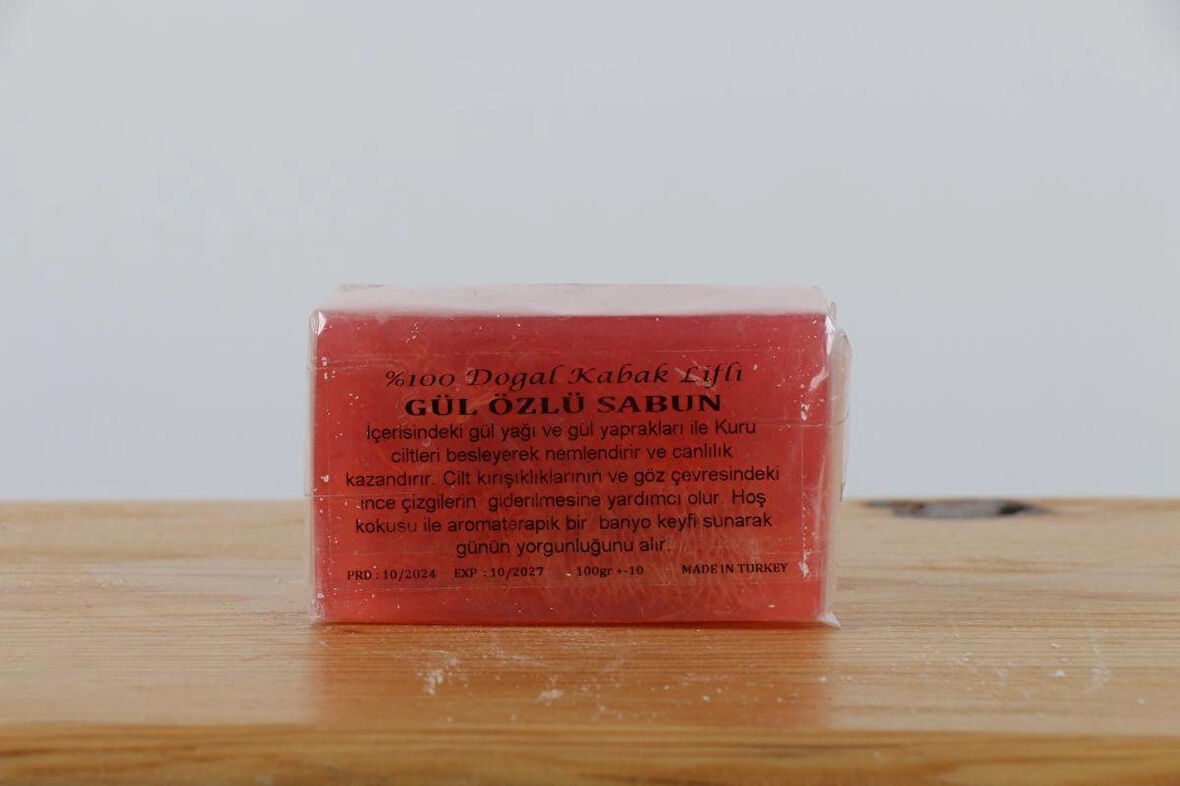 %100 Doğal Kabak Lifli
GÜL ÖZLÜ SABUN
İçerisindeki gül yağı ve gül yaprakları ile Kuru
ciltleri besleyerek nemlendirir ve canlılık
kazandırır. Cilt kırışıklıklarının ve göz çevresindeki
ince çizgilerin giderilmesine yardımcı olur. Hoş
kokusu ile aromaterapik bir banyo keyfi sunarak
günün yorgunluğunu alır.
PRD : 10/2024 EXP : 10/2027 100gr +-10 MADE IN TURKEY